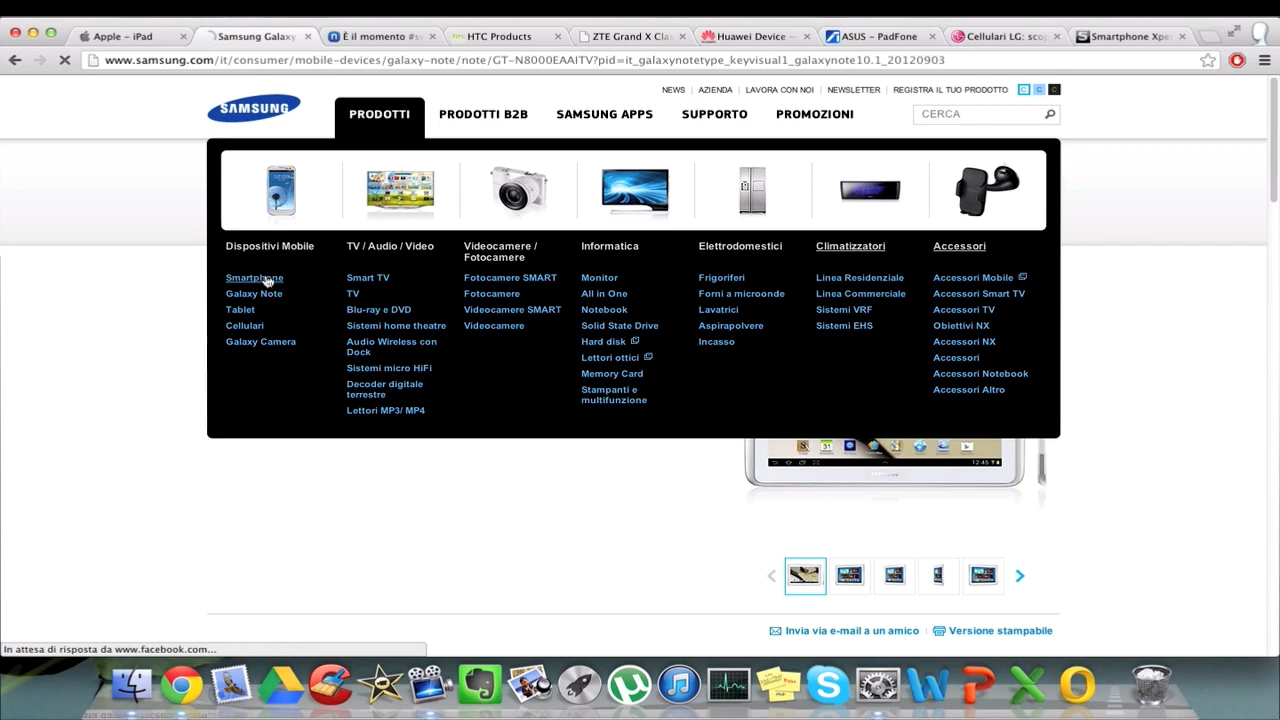 Apple - iPad
Samsung Galaxy
È il momento #s
HTC Products
ZTE Grand X Clas
Huawei Device —
ASUS - PadFone
Cellulari LG: scop
Smartphone Xper
www.samsung.com/it/consumer/mobile-devices/galaxy-note/note/GT-N8000EAAITV?pid=it_galaxynotetype_keyvisual1_galaxynote10.1_20120903
NEWS | AZIENDA | LAVORA CON NOI | NEWSLETTER | REGISTRA IL TUO PRODOTTO C C C
SAMSUNG
PRODOTTI PRODOTTI B2B SAMSUNG APPS SUPPORTO PROMOZIONI CERCA
Dispositivi Mobile
Smartphone
Galaxy Note
Tablet
Cellulari
Galaxy Camera
TV / Audio / Video
Smart TV
TV
Blu-ray e DVD
Sistemi home theatre
Audio Wireless con
Dock
Sistemi micro HiFi
Decoder digitale
terrestre
Lettori MP3/ MP4
Videocamere /
Fotocamere
Fotocamere SMART
Fotocamere
Videocamere SMART
Videocamere
Informatica
Monitor
All in One
Notebook
Solid State Drive
Hard disk
Lettori ottici
Memory Card
Stampanti e
multifunzione
Elettrodomestici
Frigoriferi
Forni a microonde
Lavatrici
Aspirapolvere
Incasso
Climatizzatori
Linea Residenziale
Linea Commerciale
Sistemi VRF
Sistemi EHS
Accessori
Accessori Mobile
Accessori Smart TV
Accessori TV
Obiettivi NX
Accessori NX
Accessori
Accessori Notebook
Accessori Altro
12:45
Invia via e-mail a un amico | Versione stampabile
In attesa di risposta da www.facebook.com...